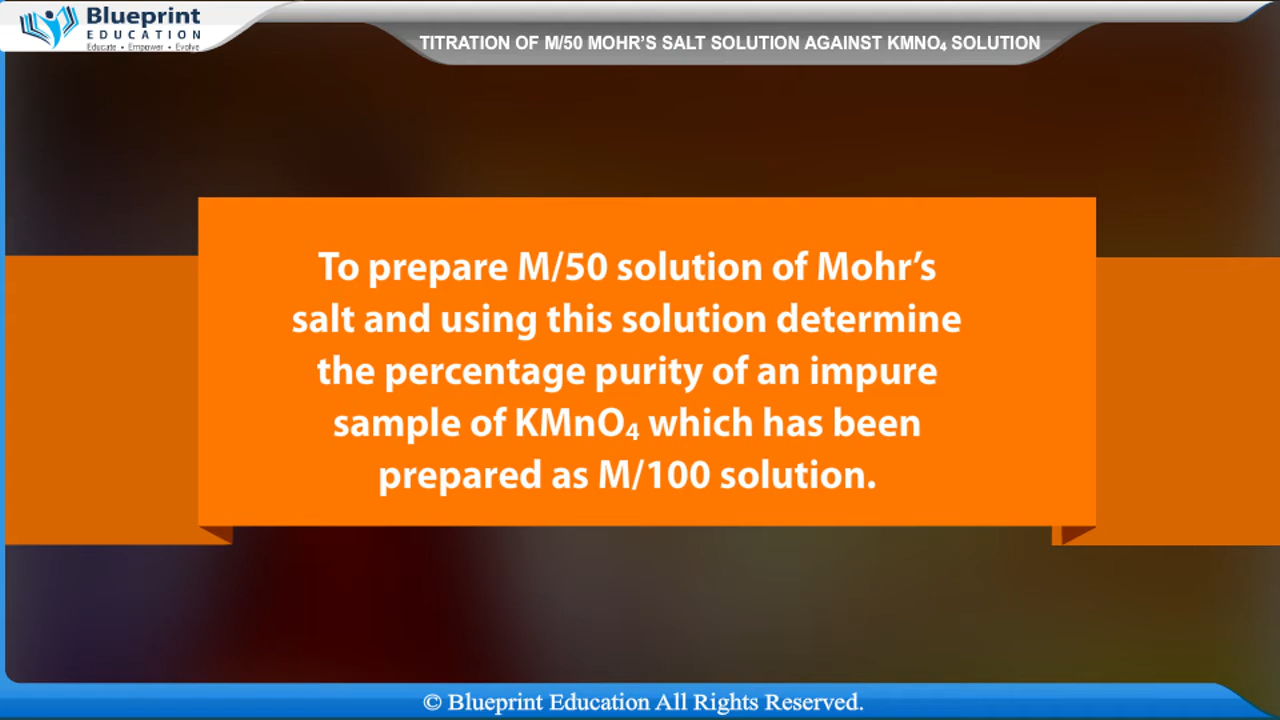 Blueprint
EDUCATION
Educate • Empower • Evolve
TITRATION OF M/50 MOHR’S SALT SOLUTION AGAINST KMNO₄ SOLUTION
To prepare M/50 solution of Mohr’s
salt and using this solution determine
the percentage purity of an impure
sample of KMnO₄ which has been
prepared as M/100 solution.
© Blueprint Education All Rights Reserved.